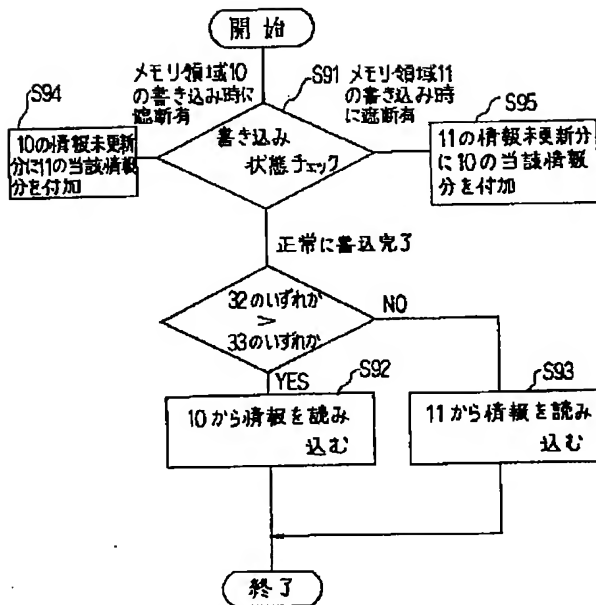 開始
メモリ領域10
の書き込み時に
遮断有
S91
メモリ領域11
の書き込み時
に遮断有
S94
10の情報未更新
分に11の当該情報
分を付加
書き込み
状態チェック
S95
11の情報未更新分
に10の当該情報
分を付加
正常に書込完了
32のいずれか
>
33のいずれか
NO
YES
S92
10から情報を読み
込む
S93
11から情報を読み
込む
終了